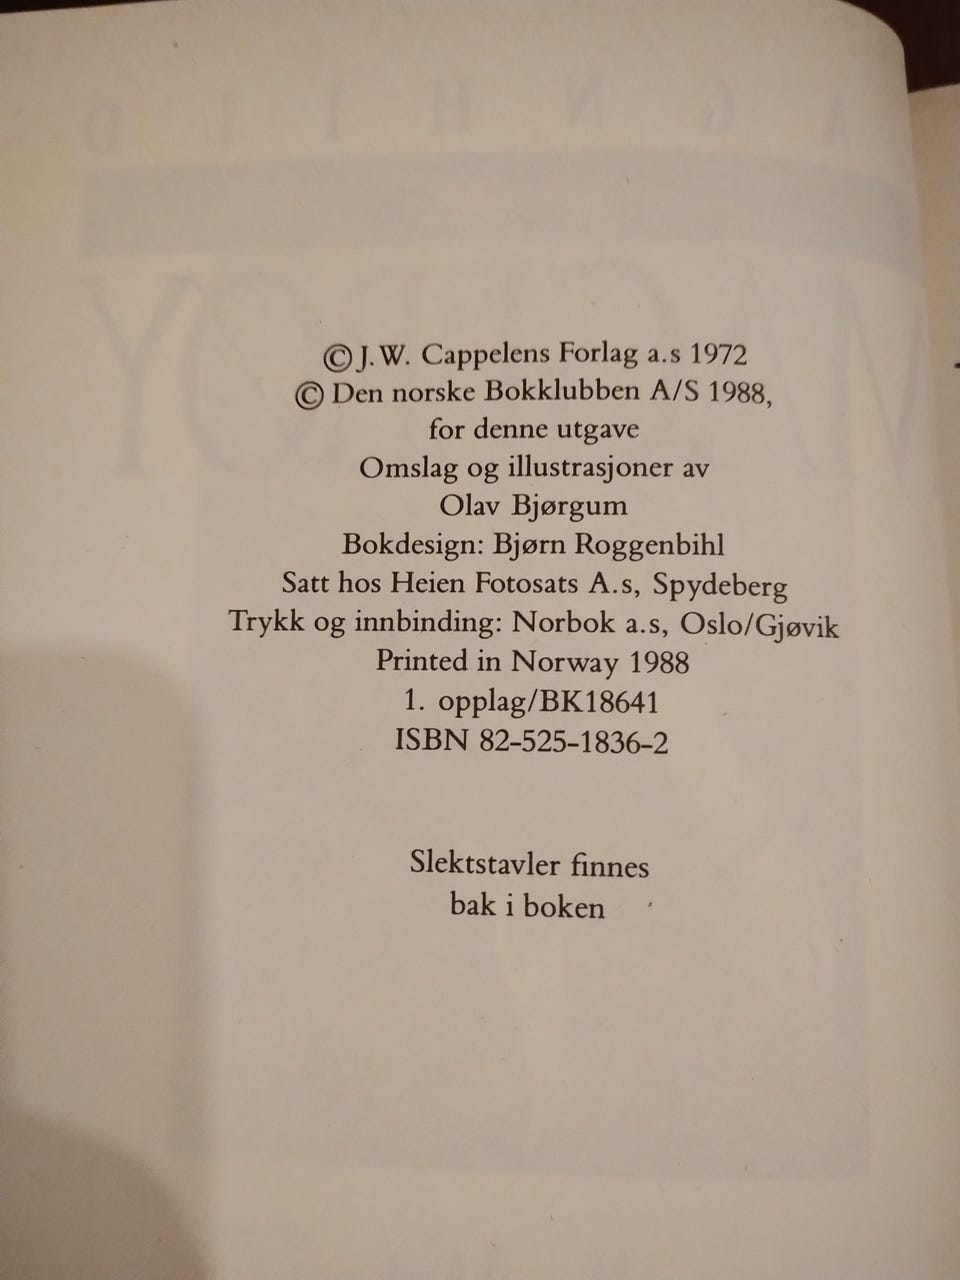 © J.W. Cappelens Forlag a.s 1972
© Den norske Bokklubben A/S 1988,
for denne utgave
Omslag og illustrasjoner av
Olav Bjørgum
Bokdesign: Bjørn Roggenbihl
Satt hos Heien Fotosats A.s, Spydeberg
Trykk og innbinding: Norbok a.s, Oslo/Gjøvik
Printed in Norway 1988
1. opplag/BK18641
ISBN 82-525-1836-2
Slektstavler finnes
bak i boken